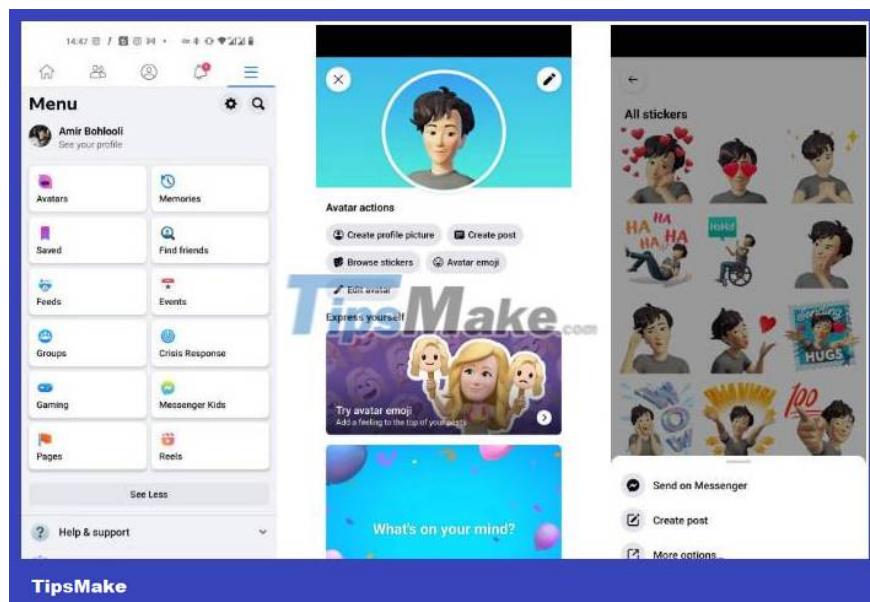 14:47
Menu
Amir Bohlooli
See your profile
Avatars
Memories
Saved
Find friends
Feeds
Events
Groups
Crisis Response
Gaming
Messenger Kids
Pages
Reels
See Less
Help & support
Avatar actions
Create profile picture
Create post
Browse stickers
Avatar emoji
Edit avatar
Express yourself
Try avatar emoji
Add a feeling to the top of your posts
What's on your mind?
All stickers
HA HA
HA HA
HaHa!
sending
HUGS
WOW
100
Send on Messenger
Create post
More options...
TipsMake.com
TipsMake